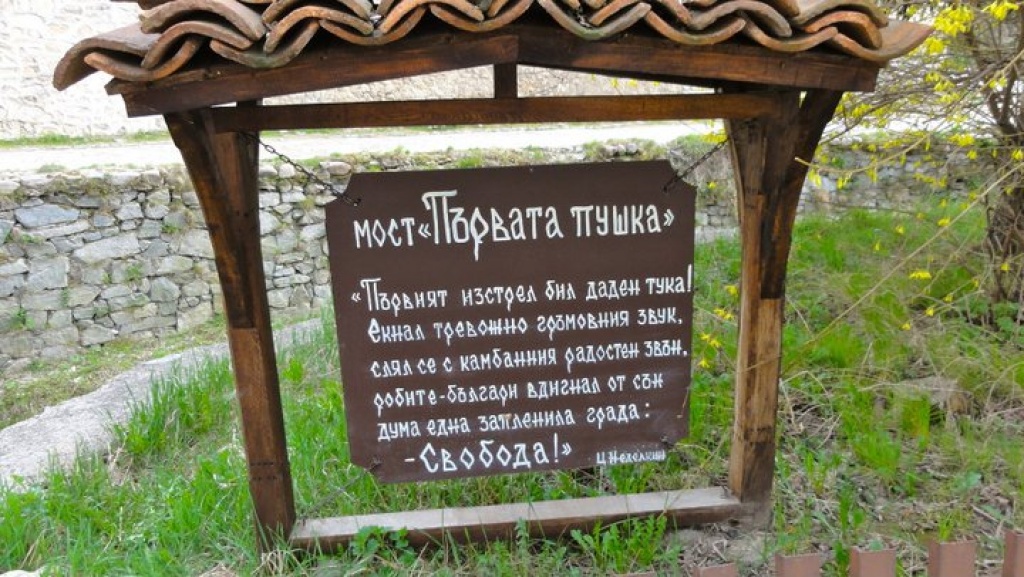 мост «Първата пушка»
«Първият изстрел бил даден тука!
Екнал тревожно гръмовния звук,
слял се с камбанния радостен звън,
робите-българи вдигнал от сън
дума една запленила града:
-Свобода!»
Ц. Неделкин